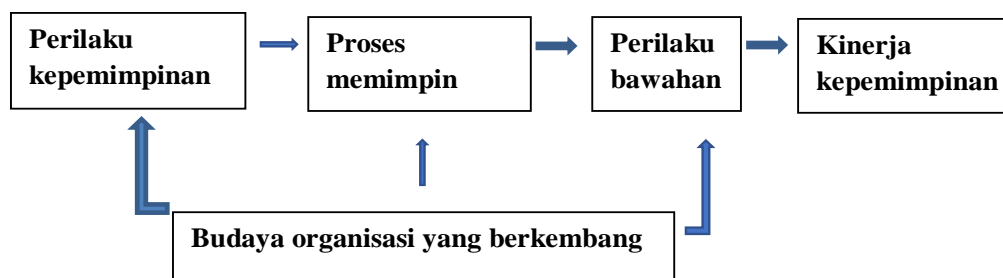 Perilaku
kepemimpinan
Proses
memimpin
Perilaku
bawahan
Kinerja
kepemimpinan
Budaya organisasi yang berkembang